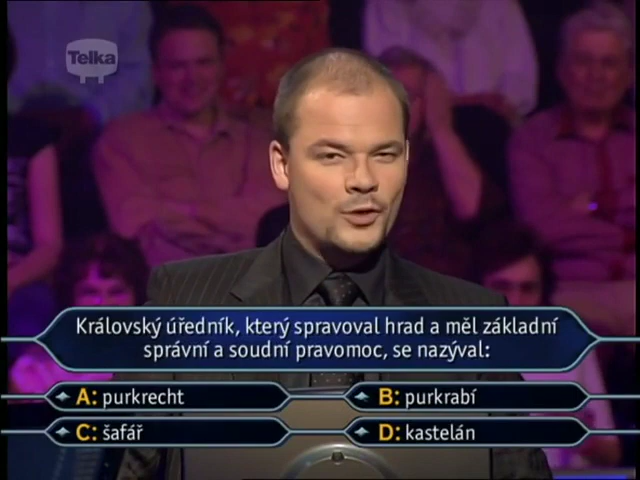 Telka
Královský úředník, který spravoval hrad a měl základní
správní a soudní pravomoc, se nazýval:
A: purkrecht
B: purkrabí
C: šafář
D: kastelán